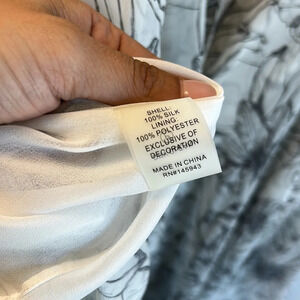 SHELL:
100% SILK
LINING:
100% POLYESTER
EXCLUSIVE OF
DECORATION
MADE IN CHINA
RN#145943